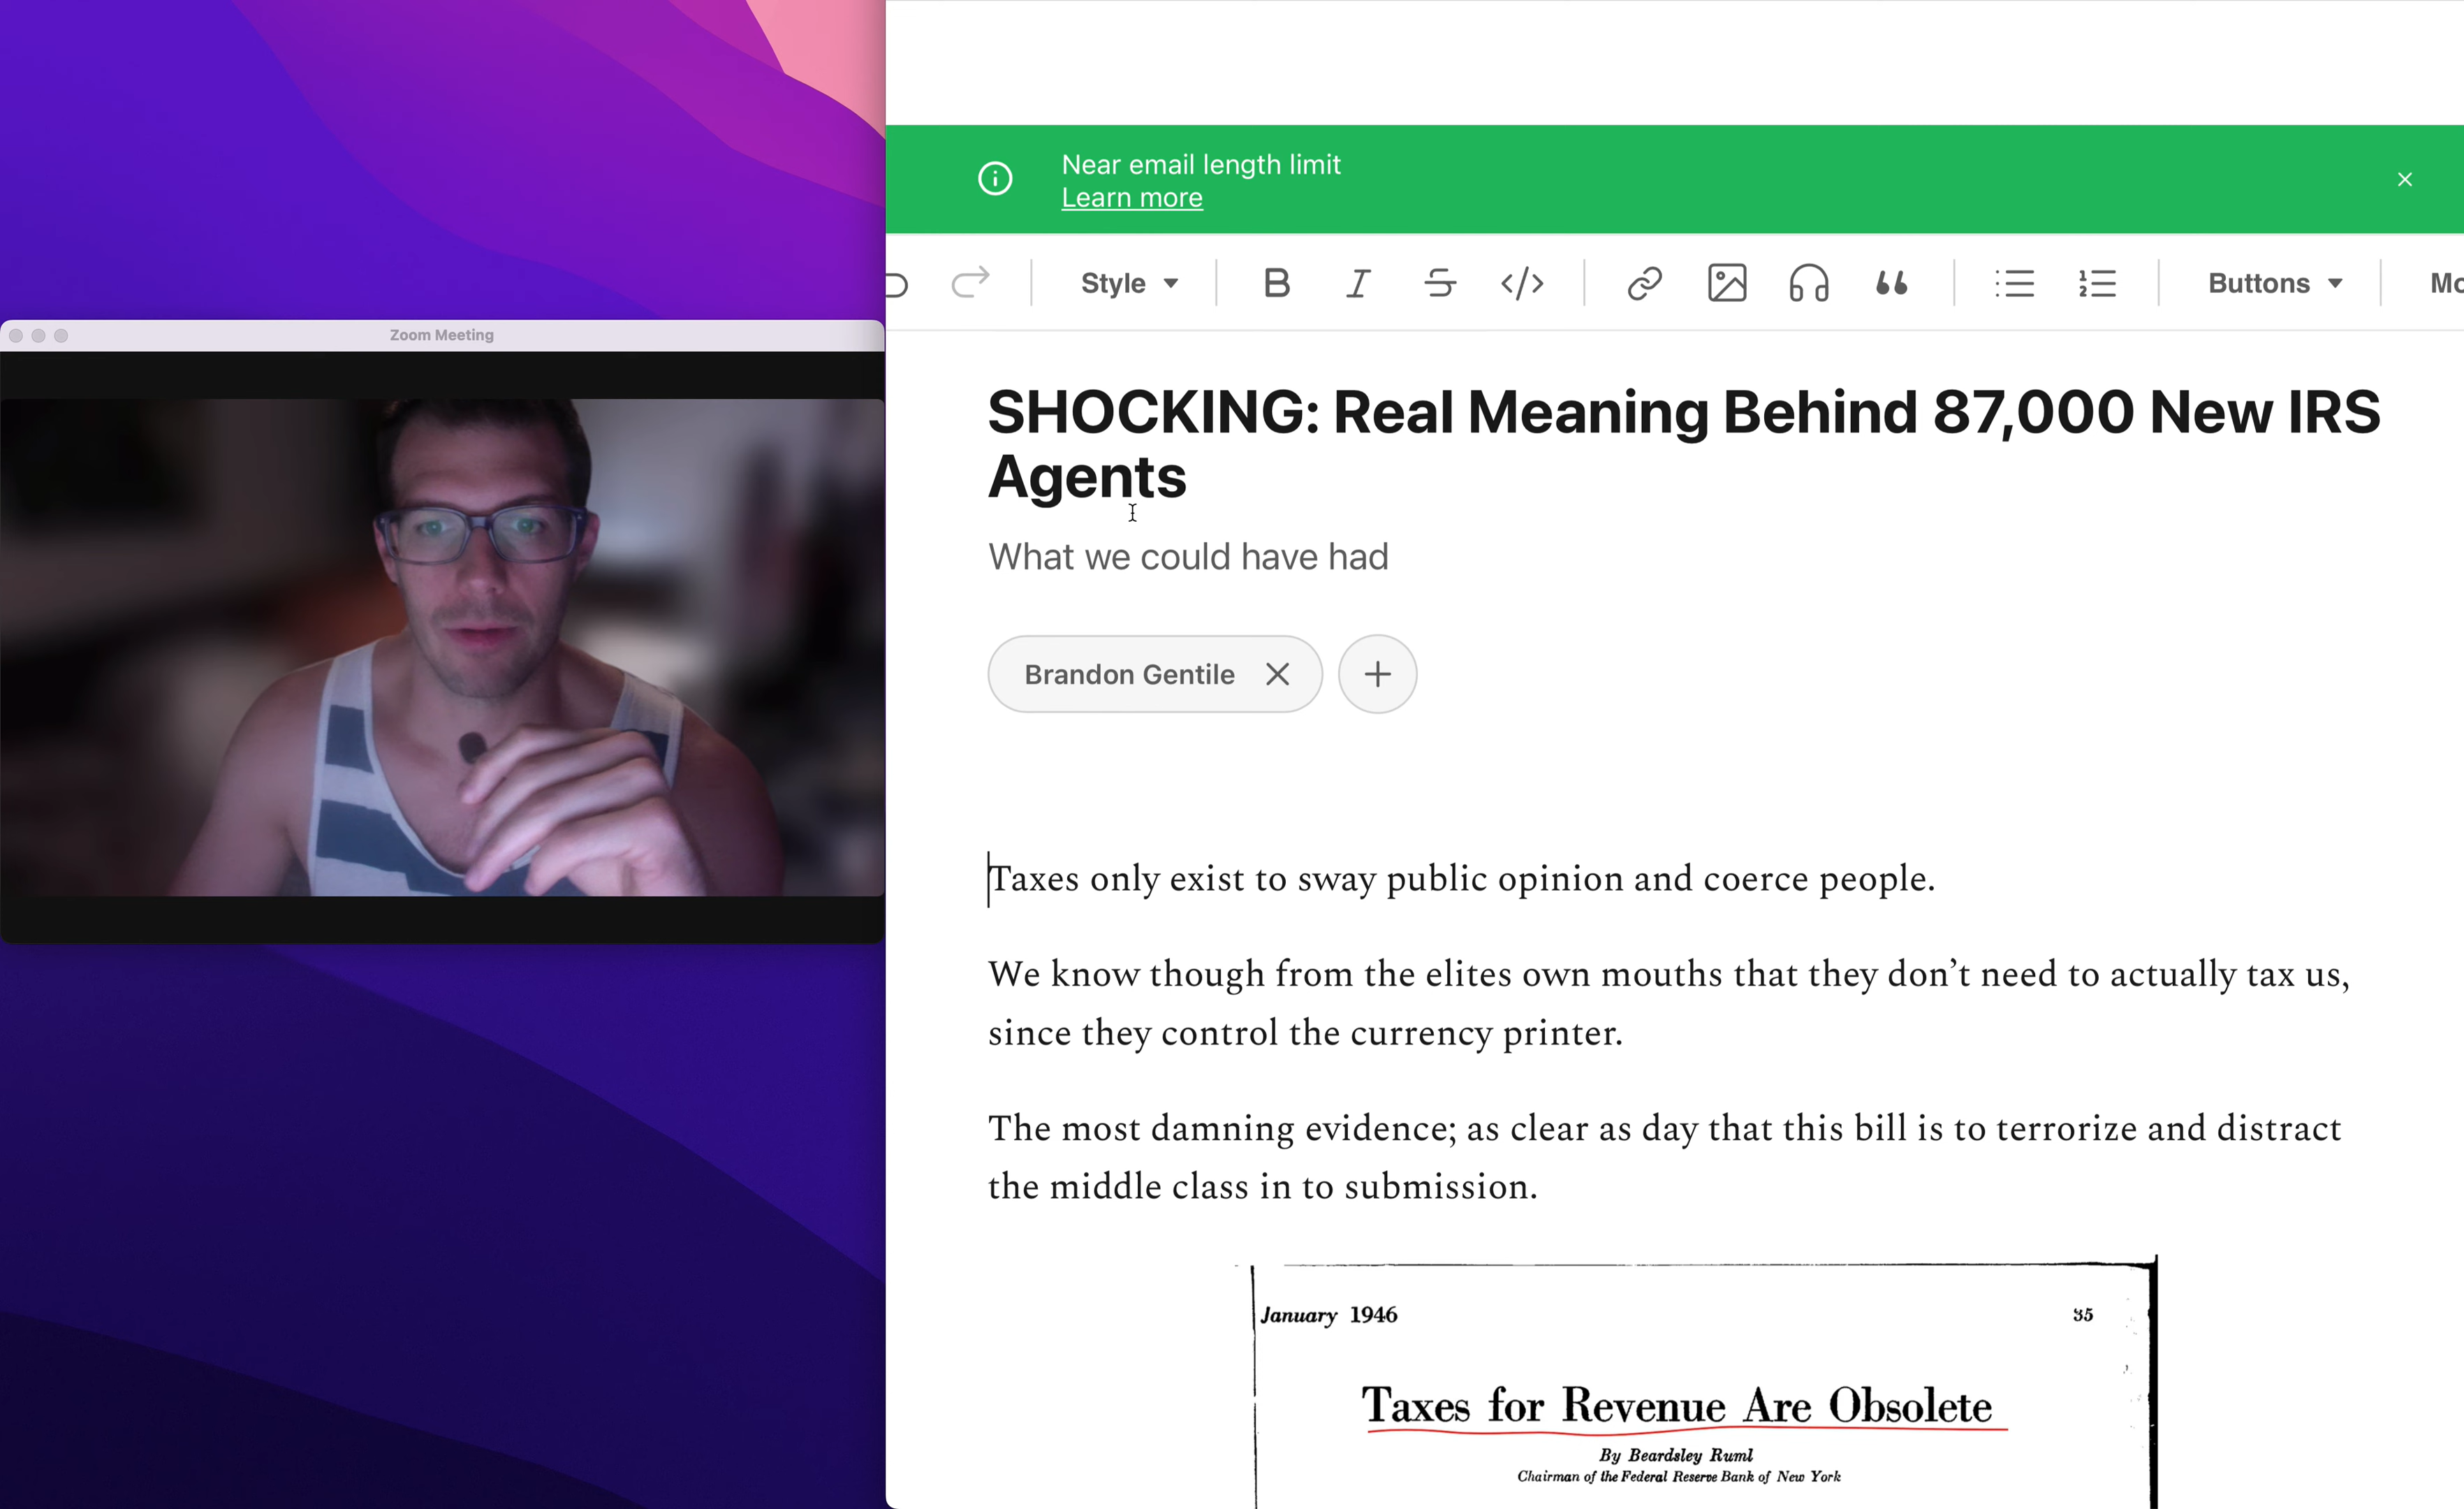 Near email length limit
Learn more
Style
Buttons
Zoom Meeting
SHOCKING: Real Meaning Behind 87,000 New IRS
Agents
What we could have had
Brandon Gentile
Taxes only exist to sway public opinion and coerce people.
We know though from the elites own mouths that they don’t need to actually tax us,
since they control the currency printer.
The most damning evidence; as clear as day that this bill is to terrorize and distract
the middle class in to submission.
January 1946 35
Taxes for Revenue Are Obsolete
By Beardsley Ruml
Chairman of the Federal Reserve Bank of New York